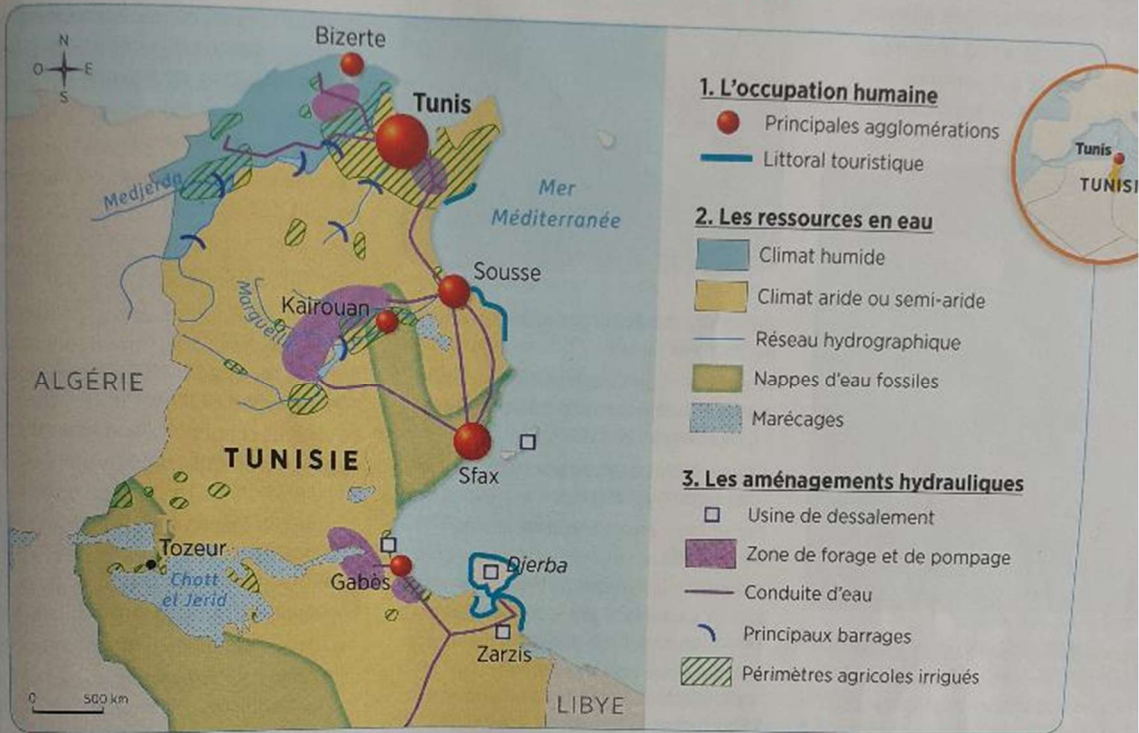 N
O E
S
Bizerte
Tunis
Medjerda
Mer
Méditerranée
Sousse
Kairouan
ALGÉRIE
TUNISIE
Sfax
Tozeur
Chott
el Jerid
Gabès
Djerba
Zarzis
0 500 km
LIBYE
1. L'occupation humaine
Principales agglomérations
Littoral touristique
2. Les ressources en eau
Climat humide
Climat aride ou semi-aride
Réseau hydrographique
Nappes d'eau fossiles
Marécages
3. Les aménagements hydrauliques
Usine de dessalement
Zone de forage et de pompage
Conduite d'eau
Principaux barrages
Périmètres agricoles irrigués
Tunis
TUNISI